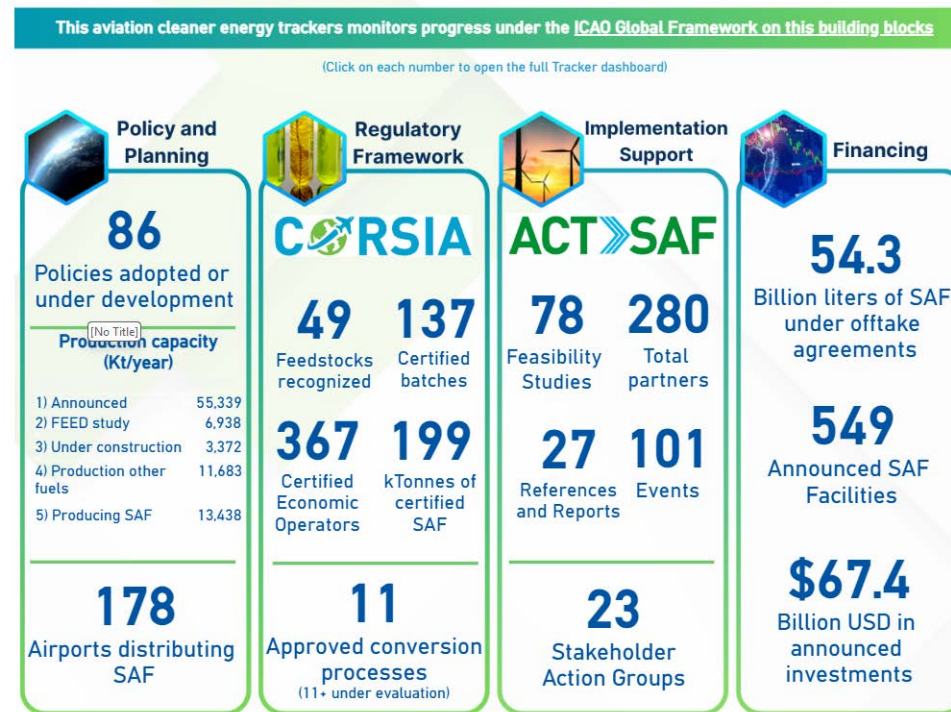 This aviation cleaner energy trackers monitors progress under the ICAO Global Framework on this building blocks
(Click on each number to open the full Tracker dashboard)
Policy and
Planning
86
Policies adopted or
under development
[No Title]
Production capacity
(Kt/year)
1) Announced 55,339
2) FEED study 6,938
3) Under construction 3,372
4) Production other 11,683
fuels
5) Producing SAF 13,438
178
Airports distributing
SAF
Regulatory
Framework
CORSIA
49 137
Feedstocks Certified
recognized batches
367 199
Certified kTonnes of
Economic certified
Operators SAF
11
Approved conversion
processes
(11+ under evaluation)
Implementation
Support
ACT SAF
78 280
Feasibility Total
Studies partners
27 101
References Events
and Reports
23
Stakeholder
Action Groups
Financing
54.3
Billion liters of SAF
under offtake
agreements
549
Announced SAF
Facilities
$67.4
Billion USD in
announced
investments